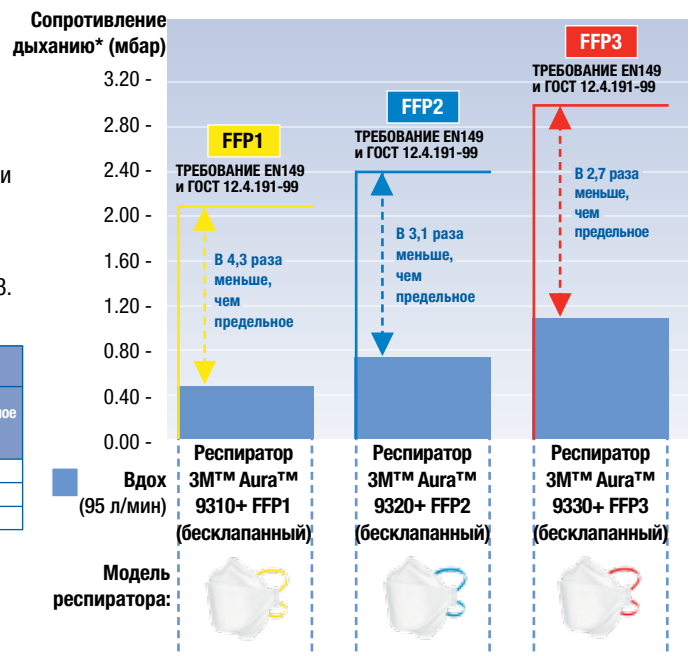 Сопротивление
дыханию* (мбар)
3.20 -
2.80 -
2.40 -
2.00 -
1.60 -
1.20 -
0.80 -
0.40 -
0.00 -
и
3.
FFP1
ТРЕБОВАНИЕ EN149
и ГОСТ 12.4.191-99
В 4,3 раза
меньше,
чем
предельное
FFP2
ТРЕБОВАНИЕ EN149
и ГОСТ 12.4.191-99
В 3,1 раза
меньше,
чем
предельное
FFP3
ТРЕБОВАНИЕ EN149
и ГОСТ 12.4.191-99
В 2,7 раза
меньше,
чем
предельное
Вдох
(95 л/мин)
Респиратор
3M™ Aura™
9310+ FFP1
(бесклапанный)
Респиратор
3M™ Aura™
9320+ FFP2
(бесклапанный)
Респиратор
3M™ Aura™
9330+ FFP3
(бесклапанный)
Модель
респиратора: